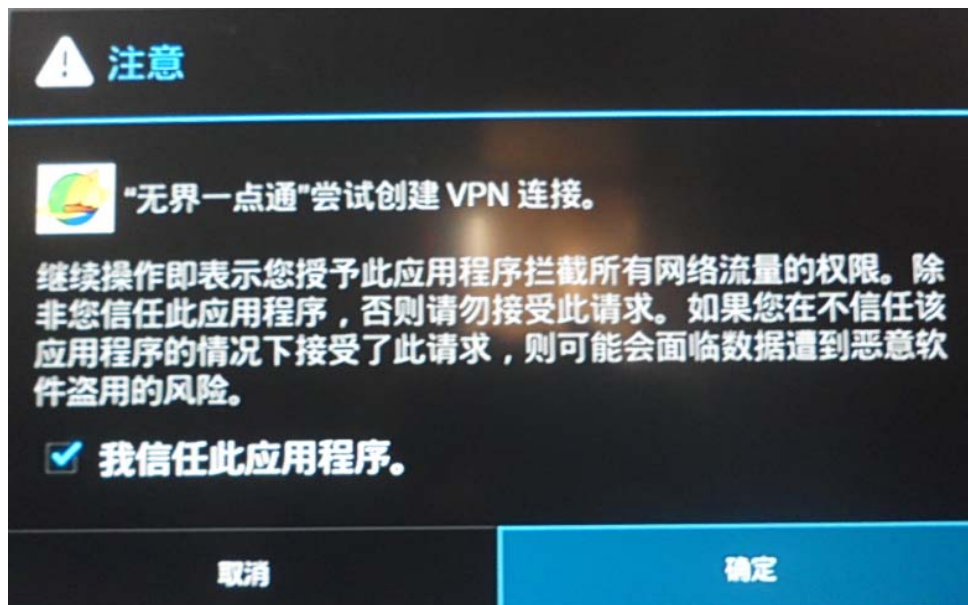 注意
“无界一点通”尝试创建 VPN 连接。
继续操作即表示您授予此应用程序拦截所有网络流量的权限。除
非您信任此应用程序，否则请勿接受此请求。如果您在不信任该
应用程序的情况下接受了此请求，则可能会面临数据遭到恶意软
件盗用的风险。
我信任此应用程序。
取消
确定